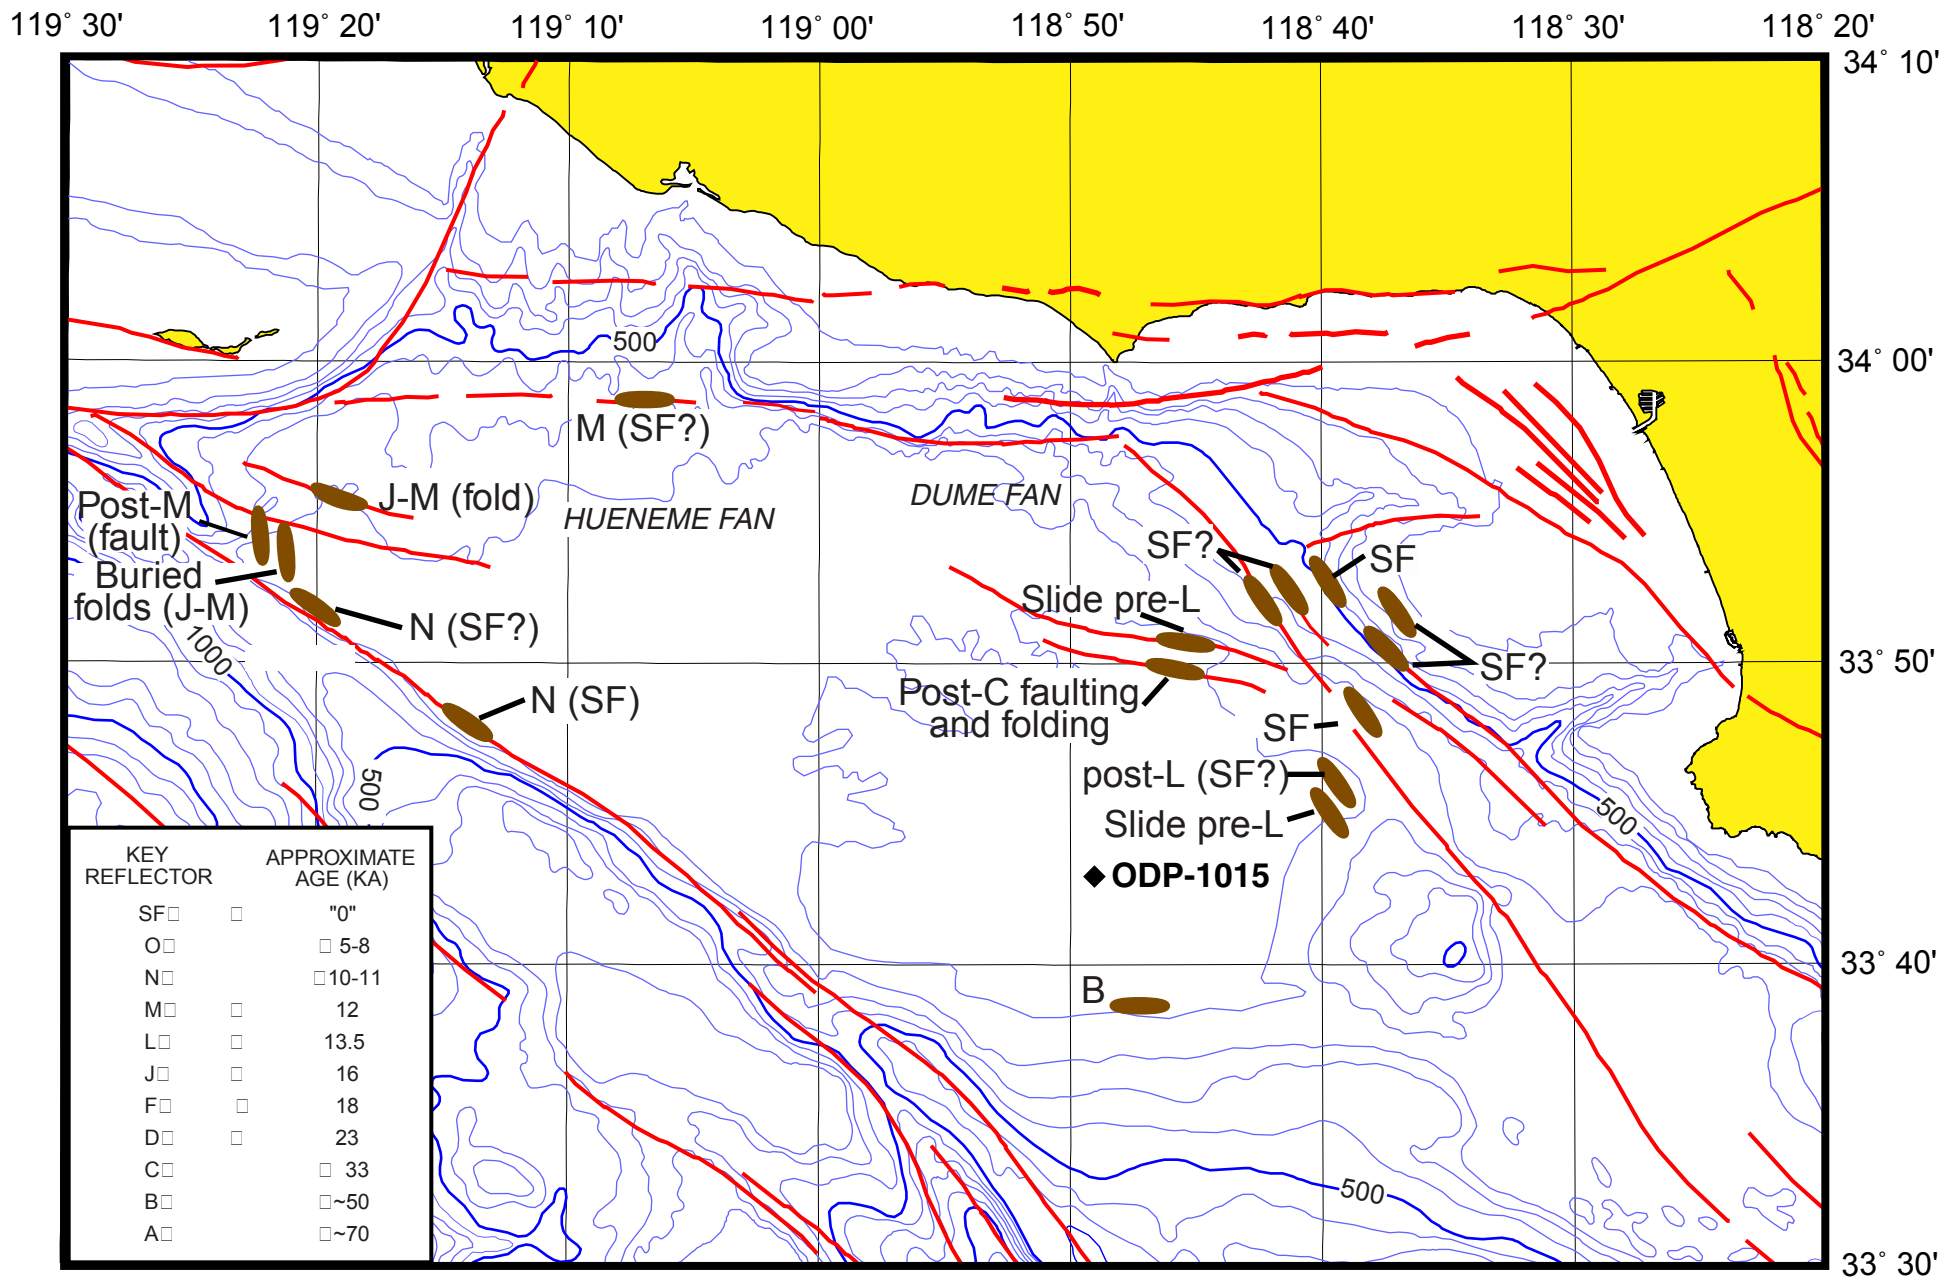 119° 30'
119° 20'
119° 10'
119° 00'
118° 50'
118° 40'
118° 30'
118° 20'
34° 10'
500
34° 00'
M (SF?)
J-M (fold)
Post-M
(fault)
HUENEME FAN
DUME FAN
SF?
SF
Buried
folds (J-M)
Slide pre-L
N (SF?)
1000
SF?
33° 50'
N (SF)
Post-C faulting
and folding
SF
500
post-L (SF?)
500
Slide pre-L
ODP-1015
33° 40'
B
500
33° 30'
KEY
REFLECTOR
APPROXIMATE
AGE (KA)
SF "0"
O 5-8
N 10-11
M 12
L 13.5
J 16
F 18
D 23
C 33
B ~50
A ~70